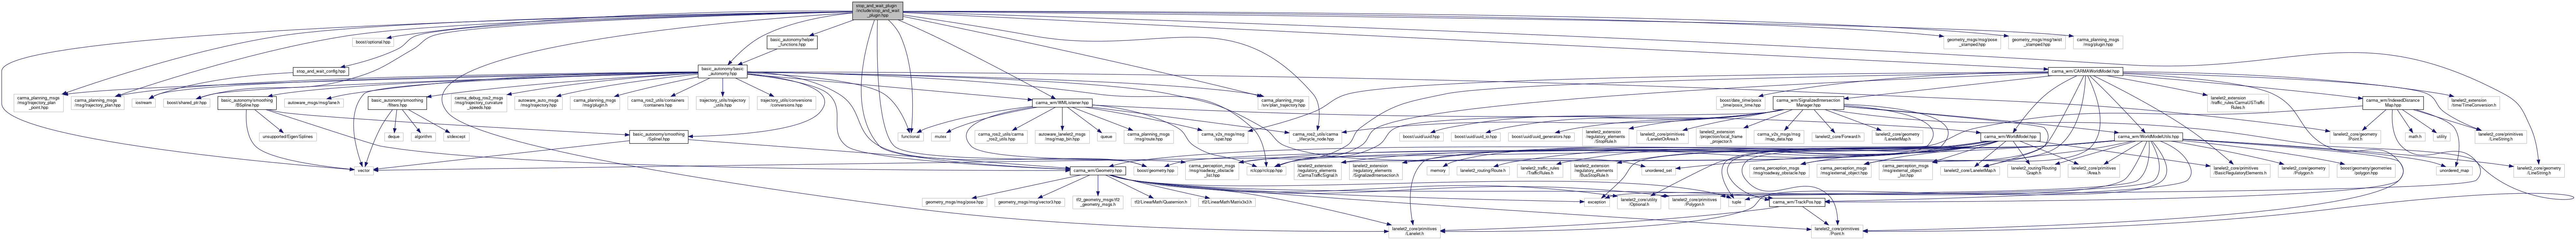 stop_and_wait_plugin
/include/stop_and_wait
_plugin.hpp
boost/optional.hpp
basic_autonomy/helper
_functions.hpp
geometry_msgs/msg/pose
_stamped.hpp
geometry_msgs/msg/twist
_stamped.hpp
carma_planning_msgs
/msg/plugin.hpp
stop_and_wait_config.hpp
basic_autonomy/basic
_autonomy.hpp
carma_wm/CARMAWorldModel.hpp
carma_planning_msgs
/msg/trajectory_plan
_point.hpp
carma_planning_msgs
/msg/trajectory_plan.hpp
iostream
boost/shared_ptr.hpp
basic_autonomy/smoothing
/BSpline.hpp
autoware_msgs/msg/lane.h
basic_autonomy/smoothing
/filters.hpp
carma_debug_ros2_msgs
/msg/trajectory_curvature
_speeds.hpp
autoware_auto_msgs
/msg/trajectory.hpp
carma_planning_msgs
/msg/plugin.h
carma_ros2_utils/containers
/containers.hpp
trajectory_utils/trajectory
_utils.hpp
trajectory_utils/conversions
/conversions.hpp
carma_wm/WMListener.hpp
carma_planning_msgs
/srv/plan_trajectory.hpp
boost/date_time/posix
_time/posix_time.hpp
carma_wm/SignalizedIntersection
Manager.hpp
lanelet2_extension
/traffic_rules/CarmaUSTraffic
Rules.h
carma_wm/IndexedDistance
Map.hpp
lanelet2_extension
/time/TimeConversion.h
unsupported/Eigen/Splines
deque
algorithm
stdexcept
basic_autonomy/smoothing
/SplineI.hpp
functional
mutex
carma_ros2_utils/carma
_ros2_utils.hpp
autoware_lanelet2_msgs
/msg/map_bin.hpp
queue
carma_planning_msgs
/msg/route.hpp
carma_v2x_msgs/msg
/spat.hpp
carma_ros2_utils/carma
_lifecycle_node.hpp
boost/uuid/uuid.hpp
boost/uuid/uuid_io.hpp
boost/uuid/uuid_generators.hpp
lanelet2_extension
/regulatory_elements
/StopRule.h
lanelet2_core/primitives
/LaneletOrArea.h
lanelet2_extension
/projection/local_frame
_projector.h
carma_v2x_msgs/msg
/map_data.hpp
lanelet2_core/Forward.h
lanelet2_core/geometry
/LaneletMap.h
carma_wm/WorldModel.hpp
carma_wm/WorldModelUtils.hpp
lanelet2_core/geometry
/Point.h
math.h
utility
lanelet2_core/primitives
/LineString.h
vector
carma_wm/Geometry.hpp
boost/geometry.hpp
carma_perception_msgs
/msg/roadway_obstacle
_list.hpp
rclcpp/rclcpp.hpp
lanelet2_extension
/regulatory_elements
/CarmaTrafficSignal.h
lanelet2_extension
/regulatory_elements
/SignalizedIntersection.h
memory
lanelet2_routing/Route.h
lanelet2_traffic_rules
/TrafficRules.h
lanelet2_extension
/regulatory_elements
/BusStopRule.h
unordered_set
carma_perception_msgs
/msg/roadway_obstacle.hpp
carma_perception_msgs
/msg/external_object.hpp
carma_perception_msgs
/msg/external_object
_list.hpp
lanelet2_core/LaneletMap.h
lanelet2_routing/Routing
Graph.h
lanelet2_core/primitives
/Area.h
lanelet2_core/primitives
/BasicRegulatoryElements.h
lanelet2_core/geometry
/Polygon.h
boost/geometry/geometries
/polygon.hpp
unordered_map
lanelet2_core/geometry
/LineString.h
geometry_msgs/msg/pose.hpp
geometry_msgs/msg/vector3.hpp
tf2_geometry_msgs/tf2
_geometry_msgs.h
tf2/LinearMath/Quaternion.h
tf2/LinearMath/Matrix3x3.h
exception
lanelet2_core/utility
/Optional.h
lanelet2_core/primitives
/Polygon.h
tuple
carma_wm/TrackPos.hpp
lanelet2_core/primitives
/Lanelet.h
lanelet2_core/primitives
/Point.h